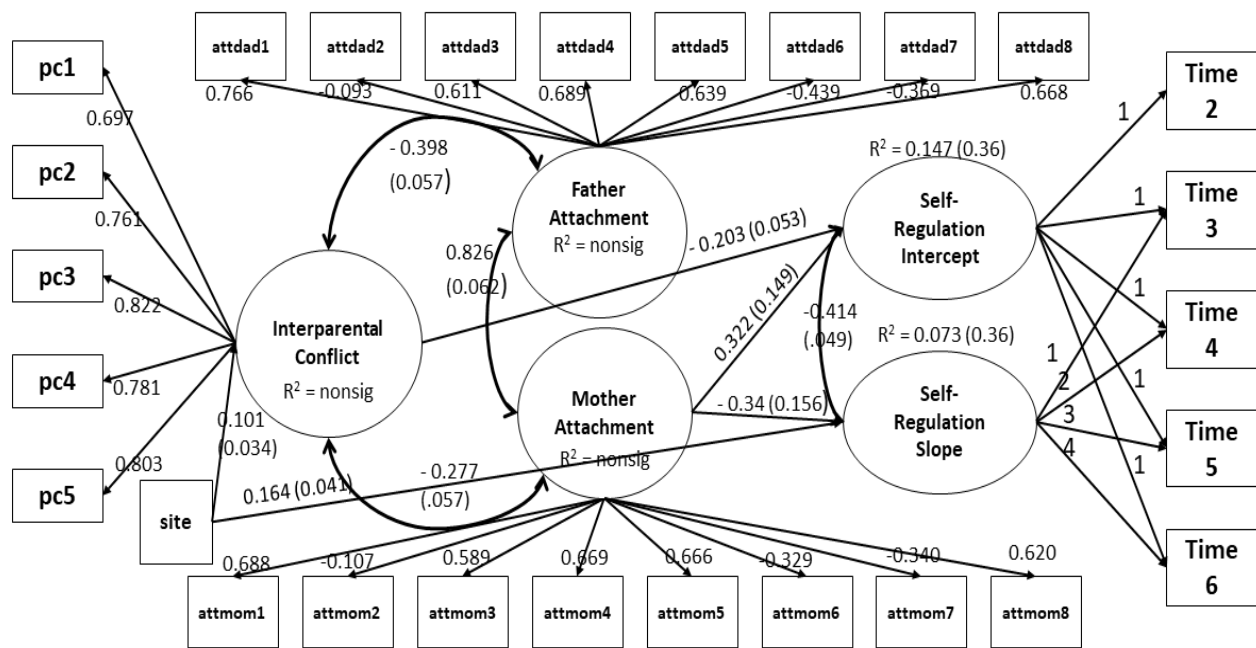 attdad1
attdad2
attdad3
attdad4
attdad5
attdad6
attdad7
attdad8
0.766
-0.093
0.611
0.689
0.639
-0.439
-0.369
0.668
pc1
0.697
pc2
0.761
pc3
0.822
pc4
0.781
pc5
0.803
site
0.101
(0.034)
0.164 (0.041)
Interparental
Conflict
R² = nonsig
- 0.398
(0.057)
0.826
(0.062)
- 0.277
(.057)
Father
Attachment
R² = nonsig
Mother
Attachment
R² = nonsig
- 0.203 (0.053)
0.322 (0.149)
- 0.34 (0.156)
R² = 0.147 (0.36)
Self-
Regulation
Intercept
-0.414
(.049)
R² = 0.073 (0.36)
Self-
Regulation
Slope
1
1
1
1
1
1
2
3
4
Time
2
Time
3
Time
4
Time
5
Time
6
0.688
-0.107
0.589
0.669
0.666
-0.329
-0.340
0.620
attmom1
attmom2
attmom3
attmom4
attmom5
attmom6
attmom7
attmom8